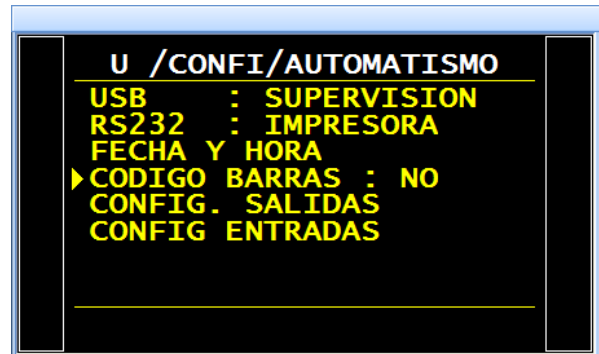 U /CONFI/AUTOMATISMO
USB : SUPERVISION
RS232 : IMPRESORA
FECHA Y HORA
CODIGO BARRAS : NO
CONFIG. SALIDAS
CONFIG ENTRADAS